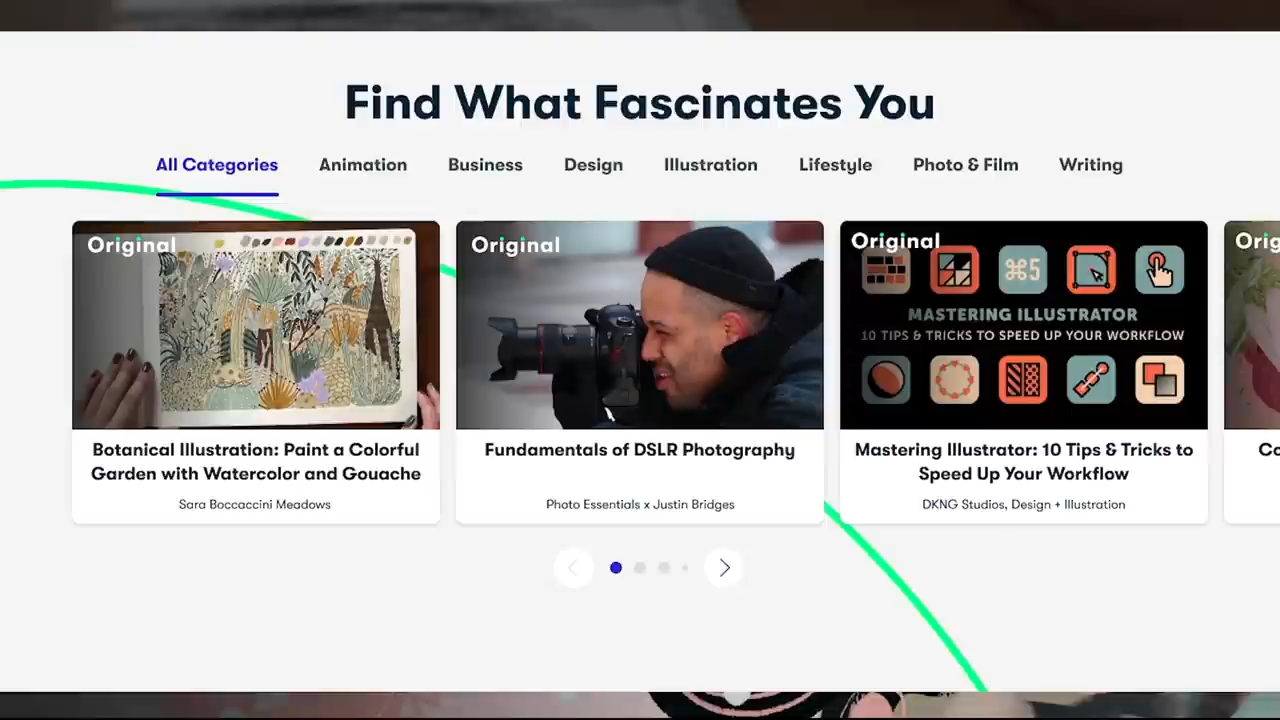 Find What Fascinates You
All Categories Animation Business Design Illustration Lifestyle Photo & Film Writing
Original
Botanical Illustration: Paint a Colorful
Garden with Watercolor and Gouache
Sara Boccaccini Meadows
Original
Fundamentals of DSLR Photography
Photo Essentials x Justin Bridges
Original
⌘5
MASTERING ILLUSTRATOR
10 TIPS & TRICKS TO SPEED UP YOUR WORKFLOW
Mastering Illustrator: 10 Tips & Tricks to
Speed Up Your Workflow
DKNG Studios, Design + Illustration